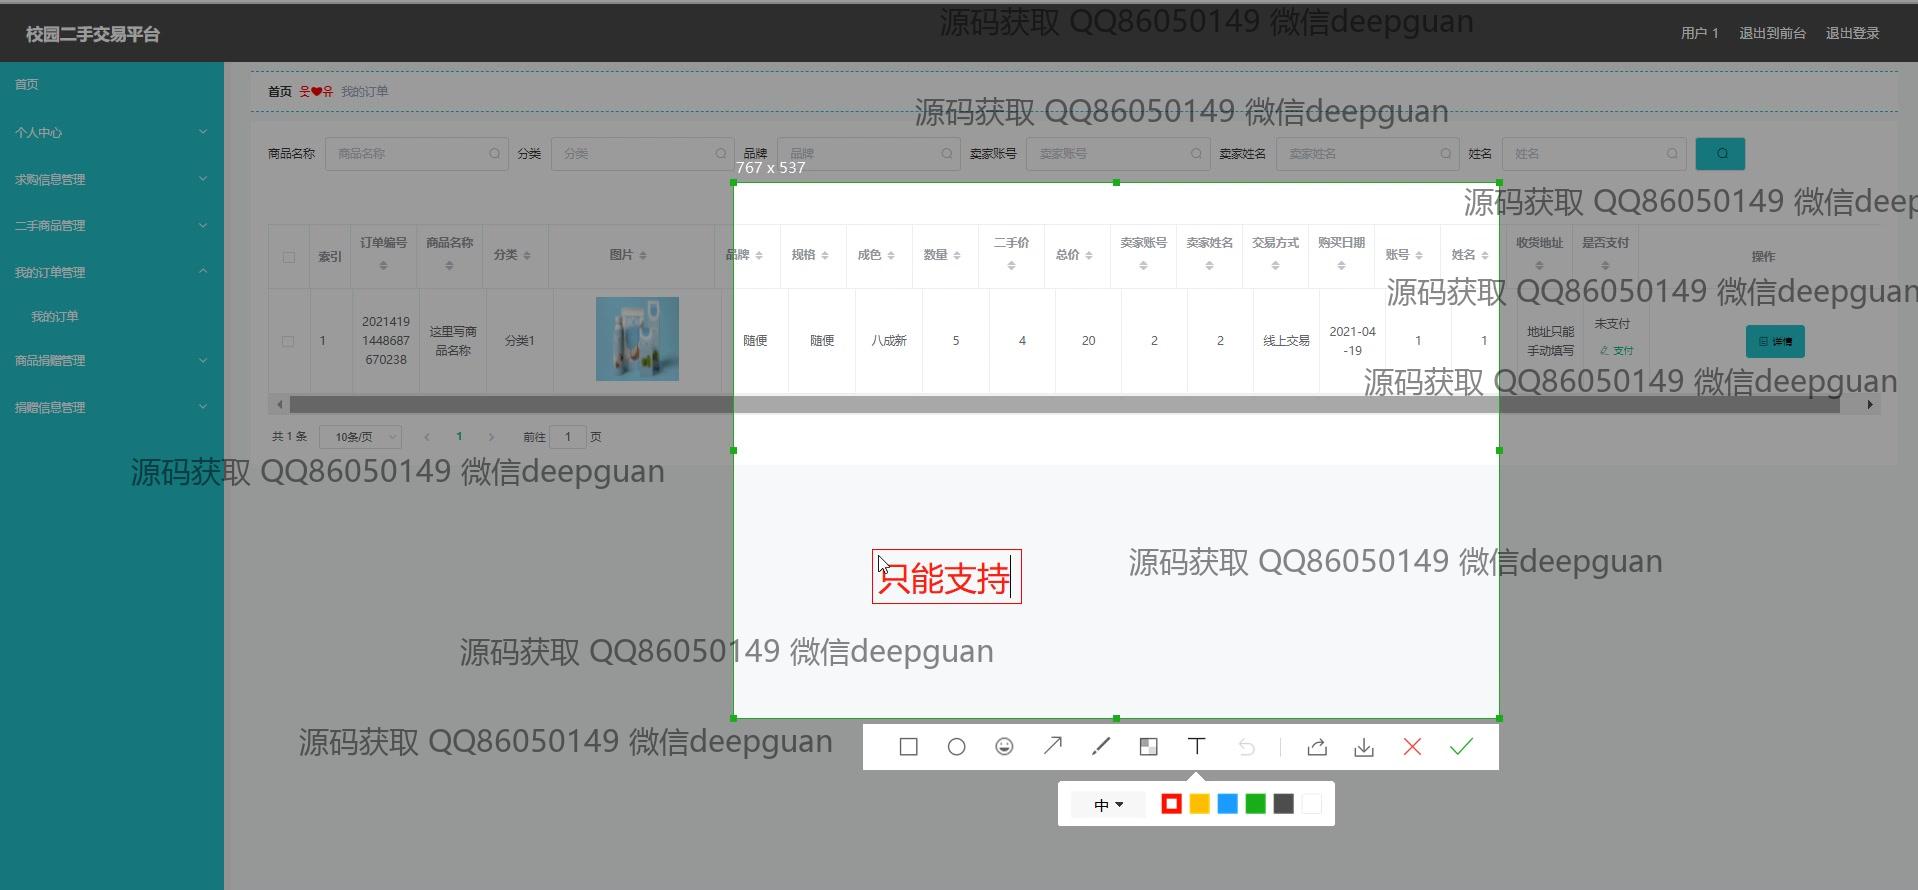 校园二手交易平台
源码获取 QQ86050149 微信deepguan
用户 1 退出到前台 退出登录
首页
个人中心
求购信息管理
二手商品管理
我的订单管理
我的订单
商品捐赠管理
捐赠信息管理
首页 웃❤유 我的订单
源码获取 QQ86050149 微信deepguan
商品名称 商品名称 分类 分类 品牌 品牌 卖家账号 卖家账号 卖家姓名 卖家姓名 姓名 姓名
767 x 537
源码获取 QQ86050149 微信deep
索引 订单编号 商品名称 分类 图片 品牌 规格 成色 数量 二手价 总价 卖家账号 卖家姓名 交易方式 购买日期 账号 姓名 收货地址 是否支付 操作
源码获取 QQ86050149 微信deepguan
1 2021419 1448687 670238 这里写商品名称 分类1 随便 随便 八成新 5 4 20 2 2 线上交易 2021-04-19 1 1 地址只能手动填写 未支付 支付 详情
源码获取 QQ86050149 微信deepguan
共 1 条 10条/页 1 前往 1 页
源码获取 QQ86050149 微信deepguan
源码获取 QQ86050149 微信deepguan
只能支持
源码获取 QQ86050149 微信deepguan
源码获取 QQ86050149 微信deepguan
中